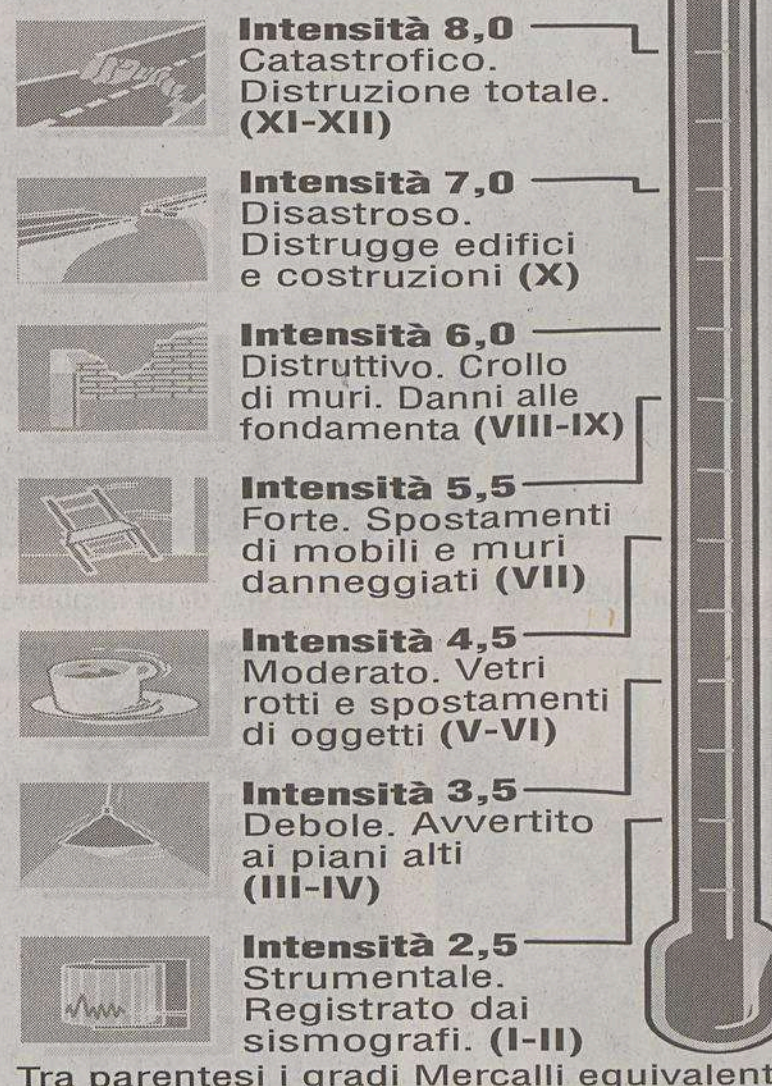 Intensità 8,0
Catastrofico.
Distruzione totale.
(XI-XII)
Intensità 7,0
Disastroso.
Distrugge edifici
e costruzioni (X)
Intensità 6,0
Distruttivo. Crollo
di muri. Danni alle
fondamenta (VIII-IX)
Intensità 5,5
Forte. Spostamenti
di mobili e muri
danneggiati (VII)
Intensità 4,5
Moderato. Vetri
rotti e spostamenti
di oggetti (V-VI)
Intensità 3,5
Debole. Avvertito
ai piani alti
(III-IV)
Intensità 2,5
Strumentale.
Registrato dai
sismografi. (I-II)
Tra parentesi i gradi Mercalli equivalent